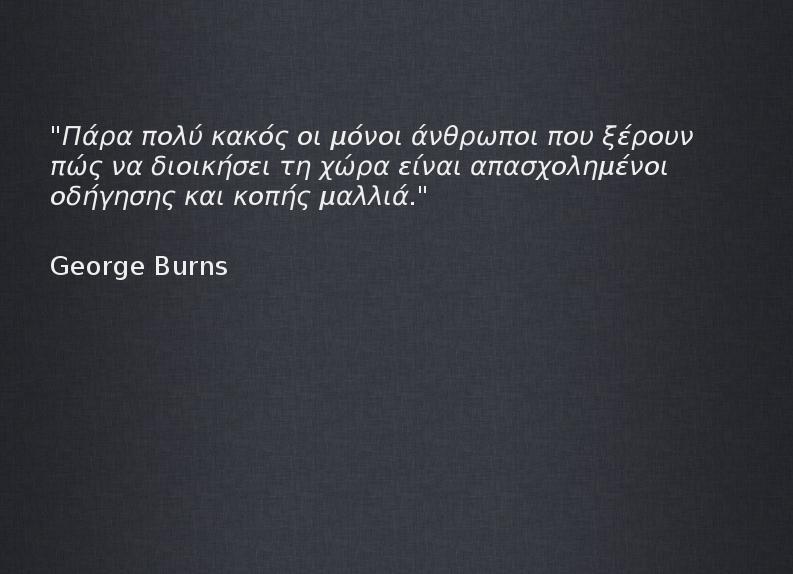 "Πάρα πολύ κακός οι μόνοι άνθρωποι που ξέρουν
πώς να διοικήσει τη χώρα είναι απασχολημένοι
οδήγησης και κοπής μαλλιά."
George Burns